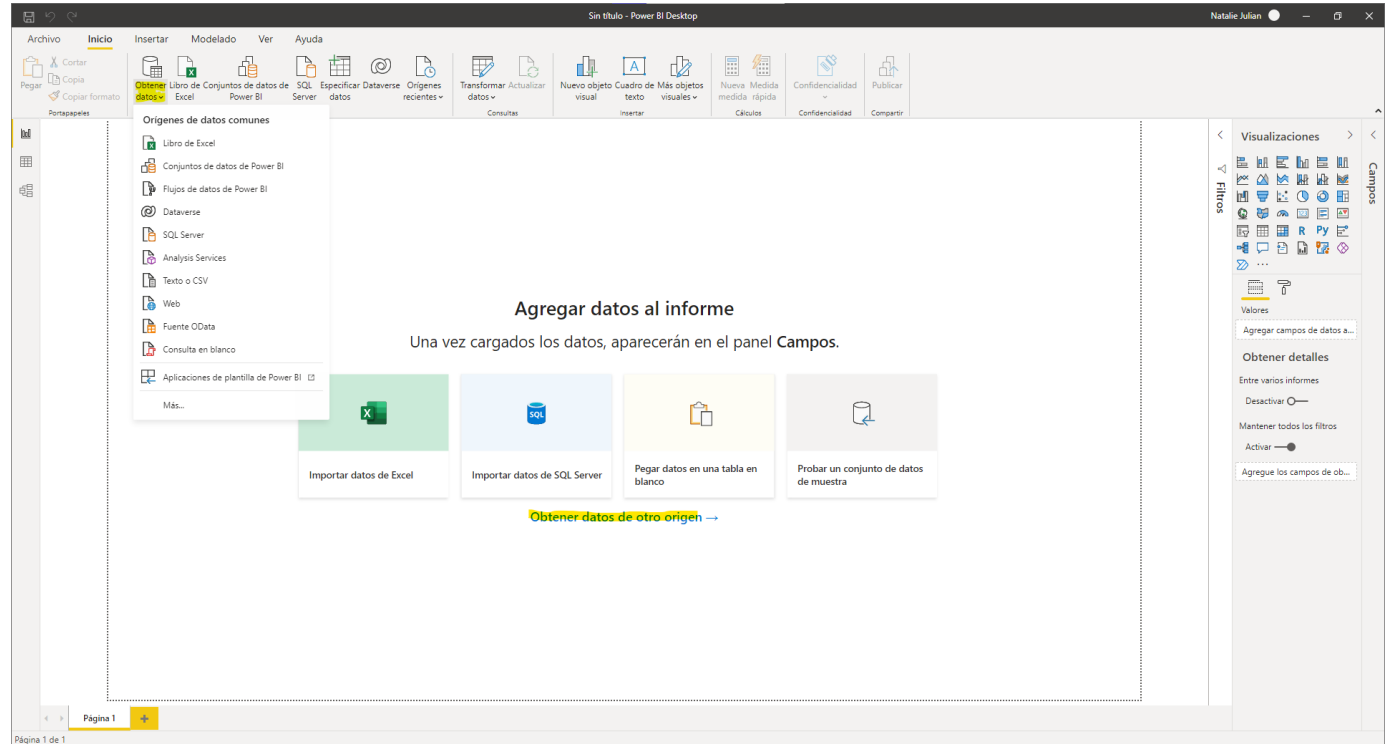 Sin título - Power BI Desktop
Natalie Julian
Archivo Inicio Insertar Modelado Ver Ayuda
Pegar
Cortar
Copia
Copiar formato
Portapapeles
Obtener datos
Libro de Excel
Conjuntos de datos de Power BI
SQL Server
Especificar datos
Dataverse
Orígenes recientes
Transformar datos
Actualizar
Consultas
Nuevo objeto visual
Cuadro de texto
Más objetos visuales
Insertar
Nueva medida
Medida rápida
Cálculos
Confidencialidad
Confidencialidad
Publicar
Compartir
Orígenes de datos comunes
Libro de Excel
Conjuntos de datos de Power BI
Flujos de datos de Power BI
Dataverse
SQL Server
Analysis Services
Texto o CSV
Web
Fuente OData
Consulta en blanco
Aplicaciones de plantilla de Power BI
Más...
Agregar datos al informe
Una vez cargados los datos, aparecerán en el panel Campos.
SQL
Importar datos de Excel
Importar datos de SQL Server
Pegar datos en una tabla en
blanco
Probar un conjunto de datos
de muestra
Obtener datos de otro origen →
Filtros
Visualizaciones
R Py
Valores
Agregar campos de datos a...
Obtener detalles
Entre varios informes
Desactivar
Mantener todos los filtros
Activar
Agregue los campos de ob...
Campos
Página 1
Página 1 de 1